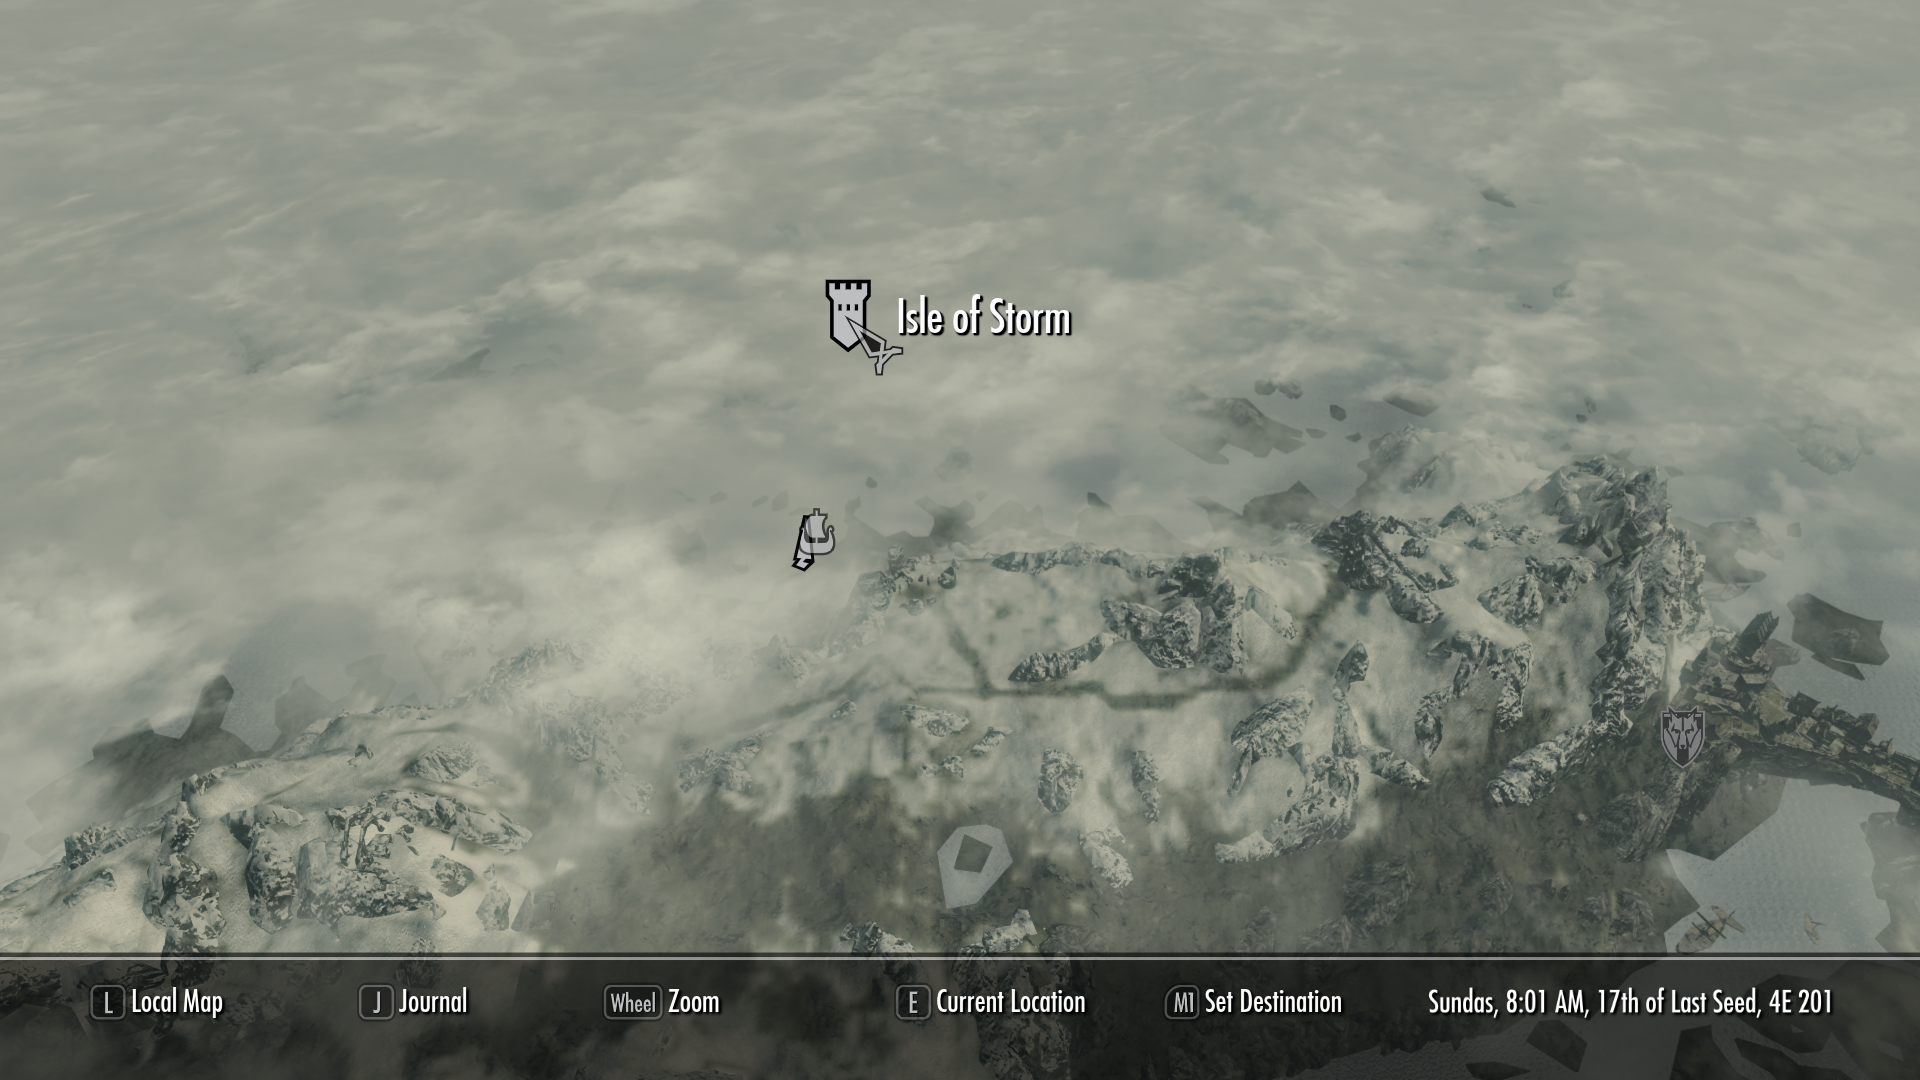 Isle of Storm
L Local Map
J Journal
Wheel Zoom
E Current Location
M1 Set Destination
Sundas, 8:01 AM, 17th of Last Seed, 4E 201